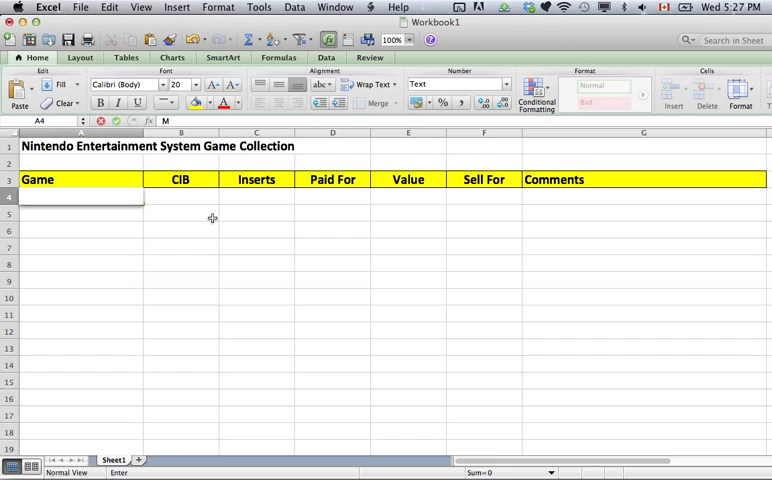 Excel File Edit View Insert Format Tools Data Window Help Wed 5:27 PM
Workbook1
100% Search in Sheet
Home Layout Tables Charts SmartArt Formulas Data Review
Edit Font Alignment Number Format Cells
Fill Calibri (Body) 20 abc Wrap Text Text Normal
Paste Clear B I U A Merge % Conditional Formatting Bad Insert Delete Format
A4 fx M
A B C D E F G
1 Nintendo Entertainment System Game Collection
2
3 Game CIB Inserts Paid For Value Sell For Comments
4
5
6
7
8
9
10
11
12
13
14
15
16
17
18
19
Sheet1
Normal View Enter Sum=0